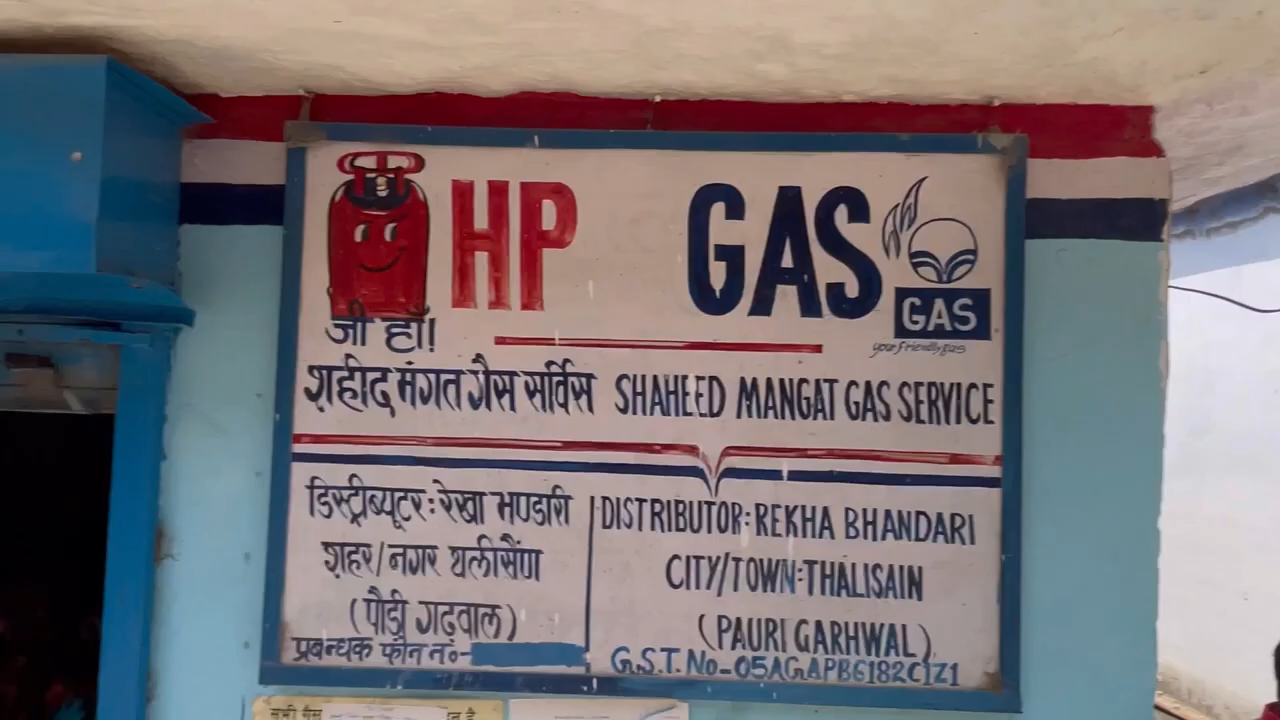 HP GAS
GAS
your friendly gas
जी हाँ!
शहीद मंगत गैस सर्विस SHAHEED MANGAT GAS SERVICE
डिस्ट्रीब्यूटर: रेखा भण्डारी
शहर/नगर थलीसैंण
(पौड़ी गढ़वाल)
प्रबन्धक फोन नं०-
DISTRIBUTOR: REKHA BHANDARI
CITY/TOWN:THALISAIN
(PAURI GARHWAL)
G.S.T. No-05AGAPB6182C1Z1